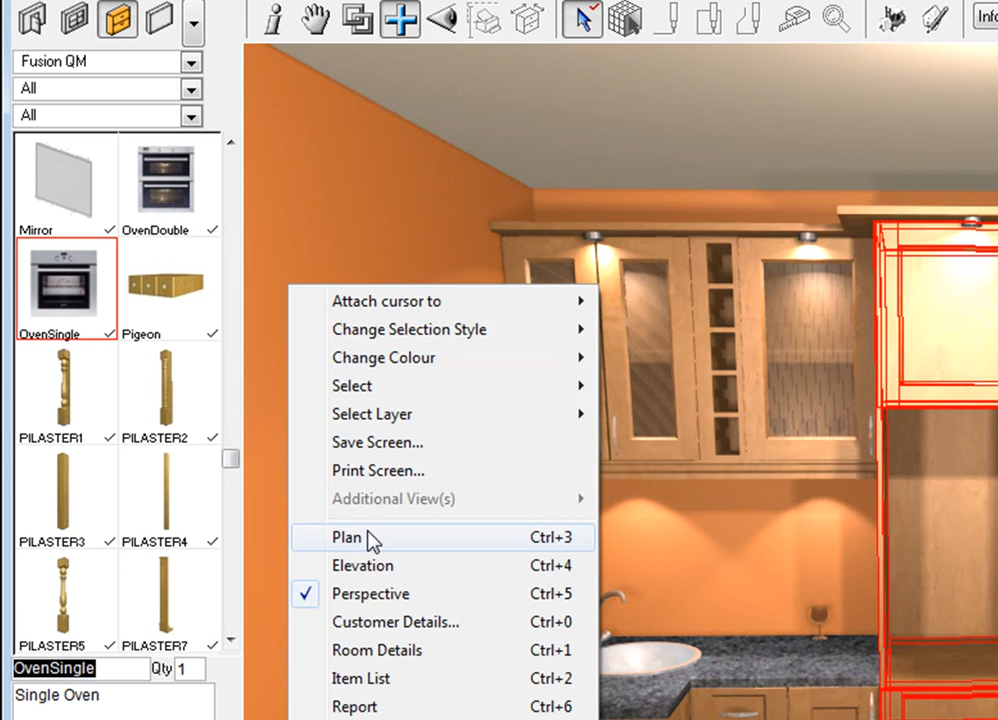 Info
Fusion QM
All
All
Mirror
OvenDouble
OvenSingle
Pigeon
PILASTER1
PILASTER2
PILASTER3
PILASTER4
PILASTER5
PILASTER7
OvenSingle
Qty 1
Single Oven
Attach cursor to
Change Selection Style
Change Colour
Select
Select Layer
Save Screen...
Print Screen...
Additional View(s)
Plan Ctrl+3
Elevation Ctrl+4
Perspective Ctrl+5
Customer Details... Ctrl+0
Room Details Ctrl+1
Item List Ctrl+2
Report Ctrl+6